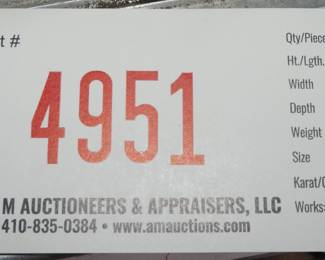 t #
4951
M AUCTIONEERS & APPRAISERS, LLC
410-835-0384 • www.amauctions.com
Qty/Piece
Ht./Lgth.
Width
Depth
Weight
Size
Karat/
Works: